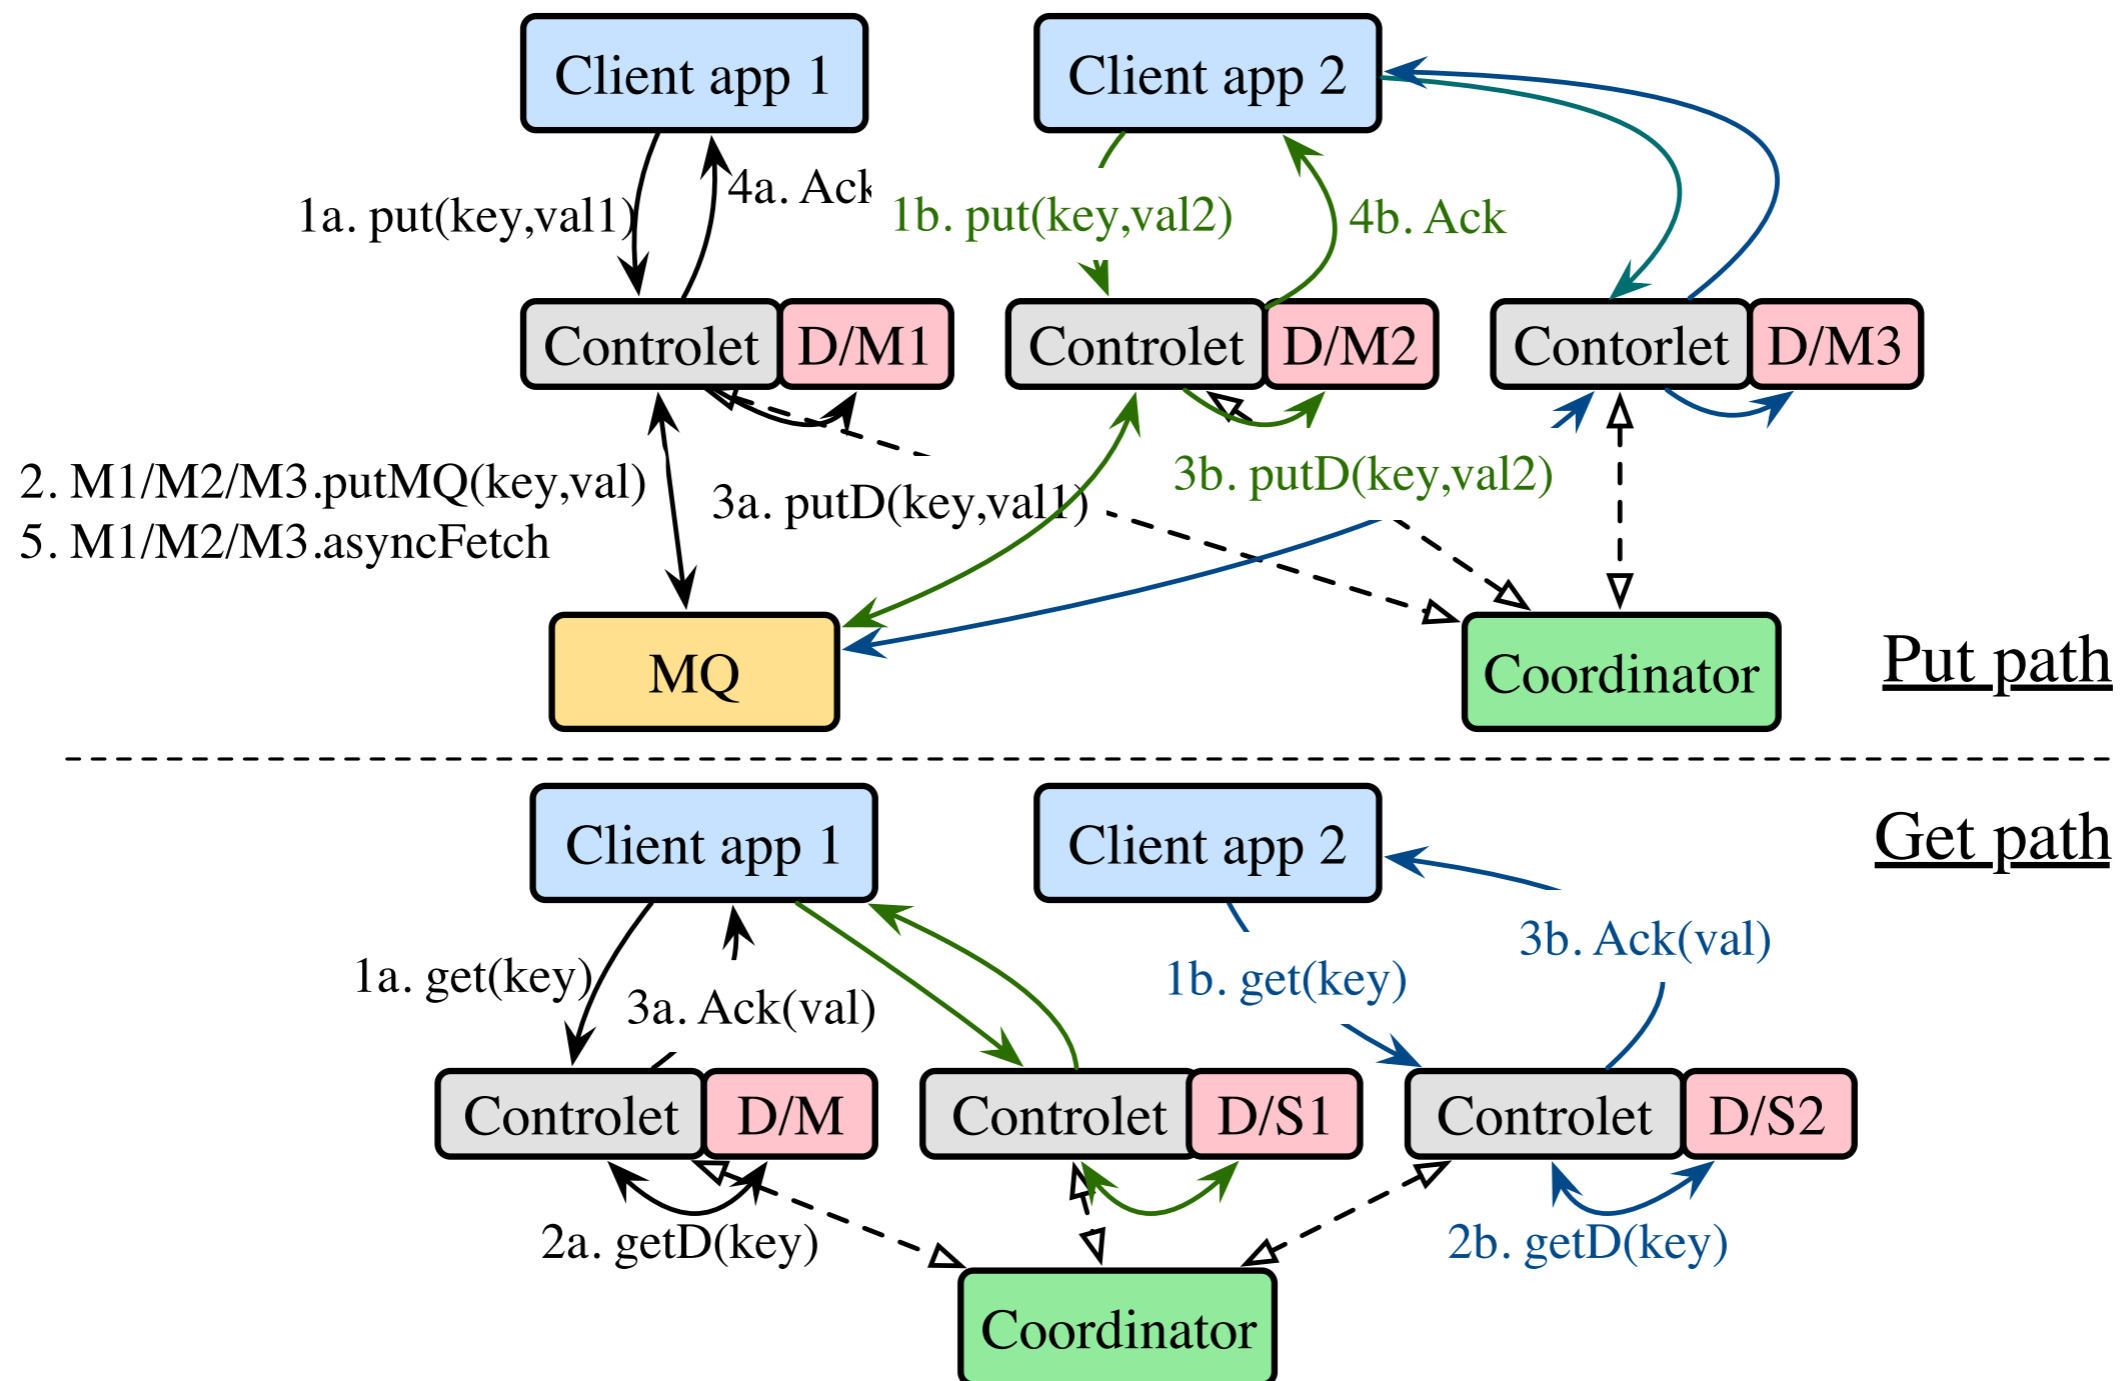 Client app 1
Client app 2
1a. put(key,val1)
4a. Ack
1b. put(key,val2)
4b. Ack
Controlet
D/M1
Controlet
D/M2
Contorlet
D/M3
2. M1/M2/M3.putMQ(key,val)
5. M1/M2/M3.asyncFetch
3a. putD(key,val1)
3b. putD(key,val2)
MQ
Coordinator
Put path
Client app 1
Client app 2
Get path
1a. get(key)
3a. Ack(val)
1b. get(key)
3b. Ack(val)
Controlet
D/M
Controlet
D/S1
Controlet
D/S2
2a. getD(key)
2b. getD(key)
Coordinator